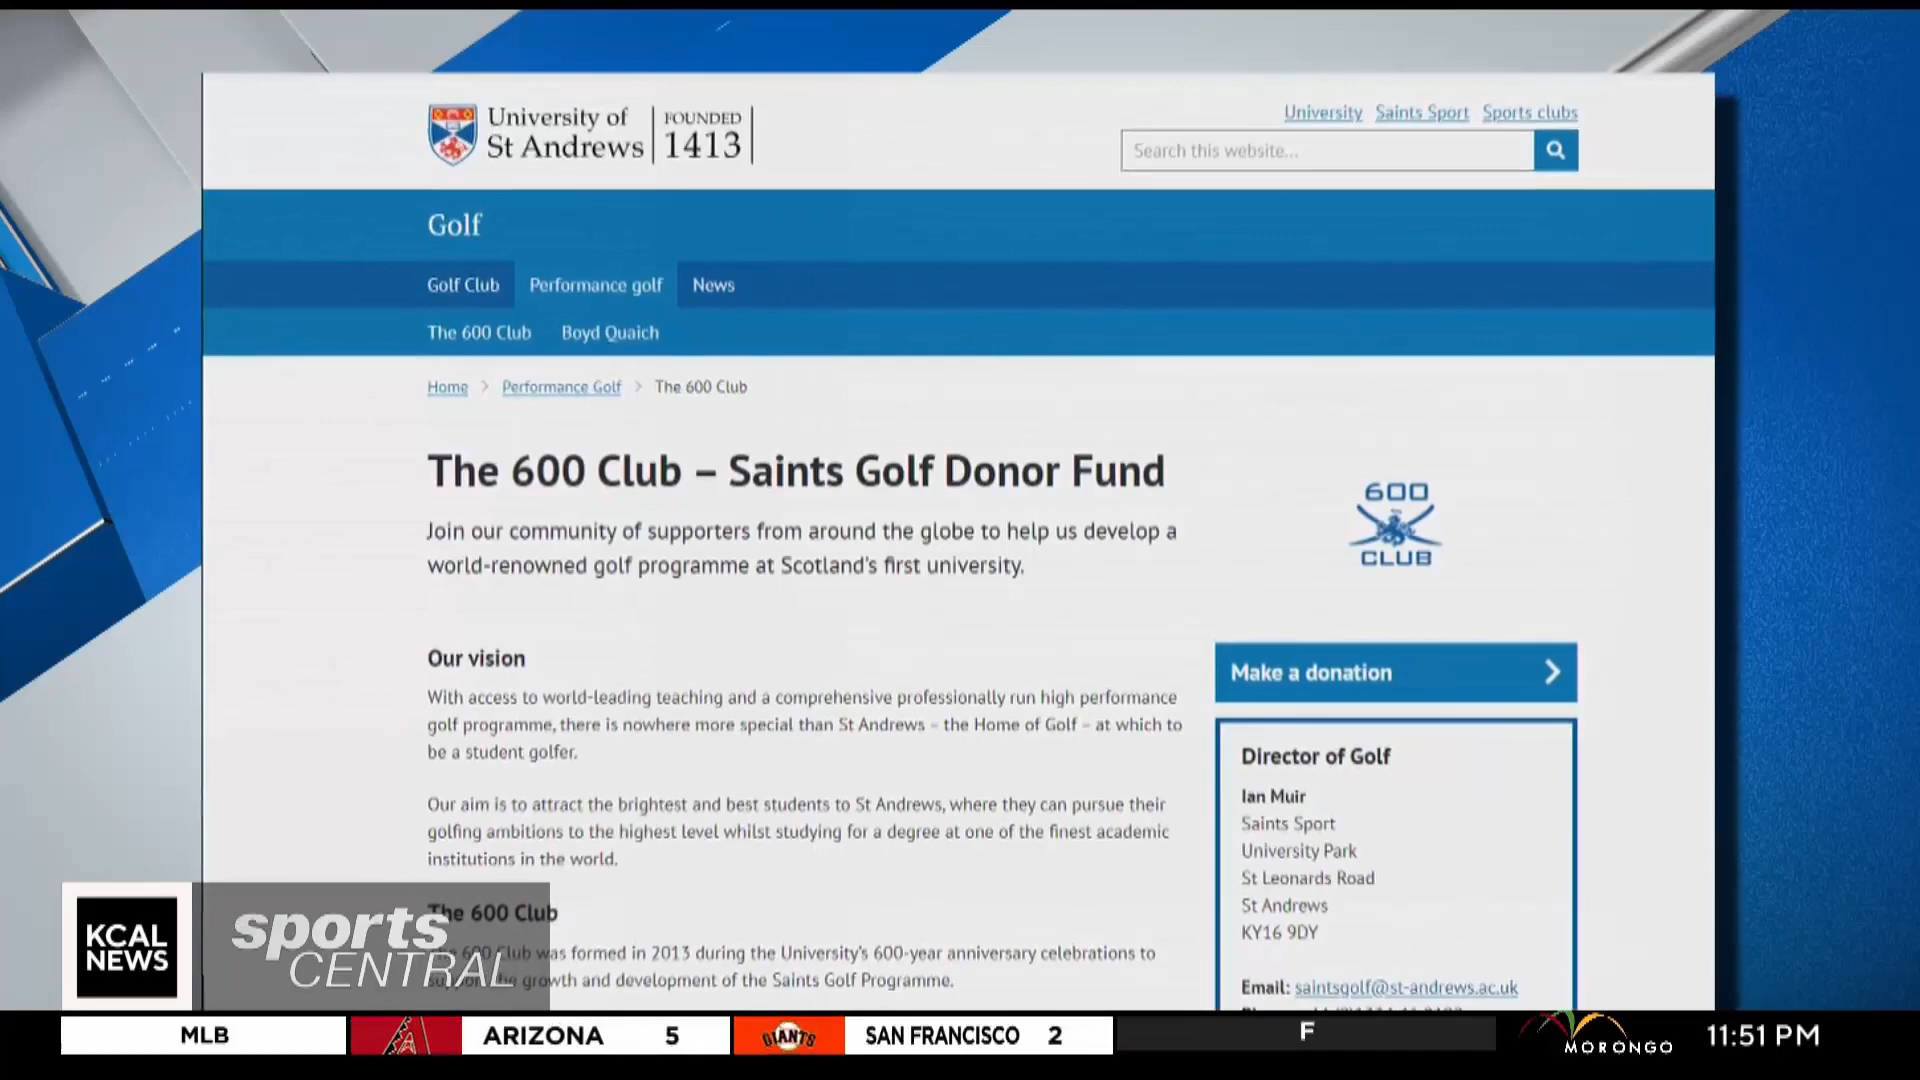 University of
St Andrews
FOUNDED
1413
University Saints Sport Sports clubs
Search this website...
Golf
Golf Club Performance golf News
The 600 Club Boyd Quaich
Home > Performance Golf > The 600 Club
The 600 Club – Saints Golf Donor Fund
600
CLUB
Join our community of supporters from around the globe to help us develop a
world-renowned golf programme at Scotland's first university.
Our vision
With access to world-leading teaching and a comprehensive professionally run high performance
golf programme, there is nowhere more special than St Andrews – the Home of Golf – at which to
be a student golfer.
Our aim is to attract the brightest and best students to St Andrews, where they can pursue their
golfing ambitions to the highest level whilst studying for a degree at one of the finest academic
institutions in the world.
The 600 Club
The 600 Club was formed in 2013 during the University's 600-year anniversary celebrations to
support the growth and development of the Saints Golf Programme.
Make a donation
Director of Golf
Ian Muir
Saints Sport
University Park
St Leonards Road
St Andrews
KY16 9DY
Email: saintsgolf@st-andrews.ac.uk
KCAL
NEWS
sports
CENTRAL
MLB ARIZONA 5 GIANTS SAN FRANCISCO 2 F MORONGO 11:51 PM